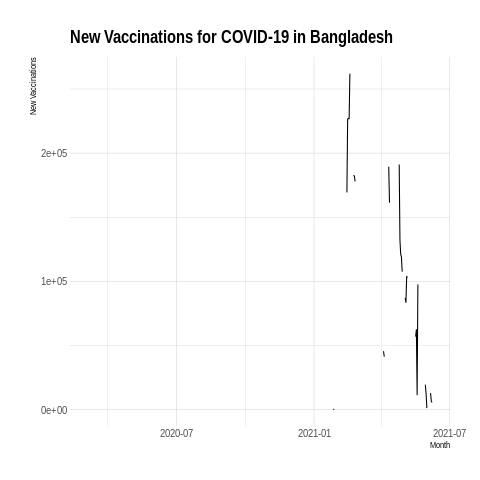 New Vaccinations for COVID-19 in Bangladesh
New Vaccinations
2e+05
1e+05
0e+00
2020-07
2021-01
2021-07
Month